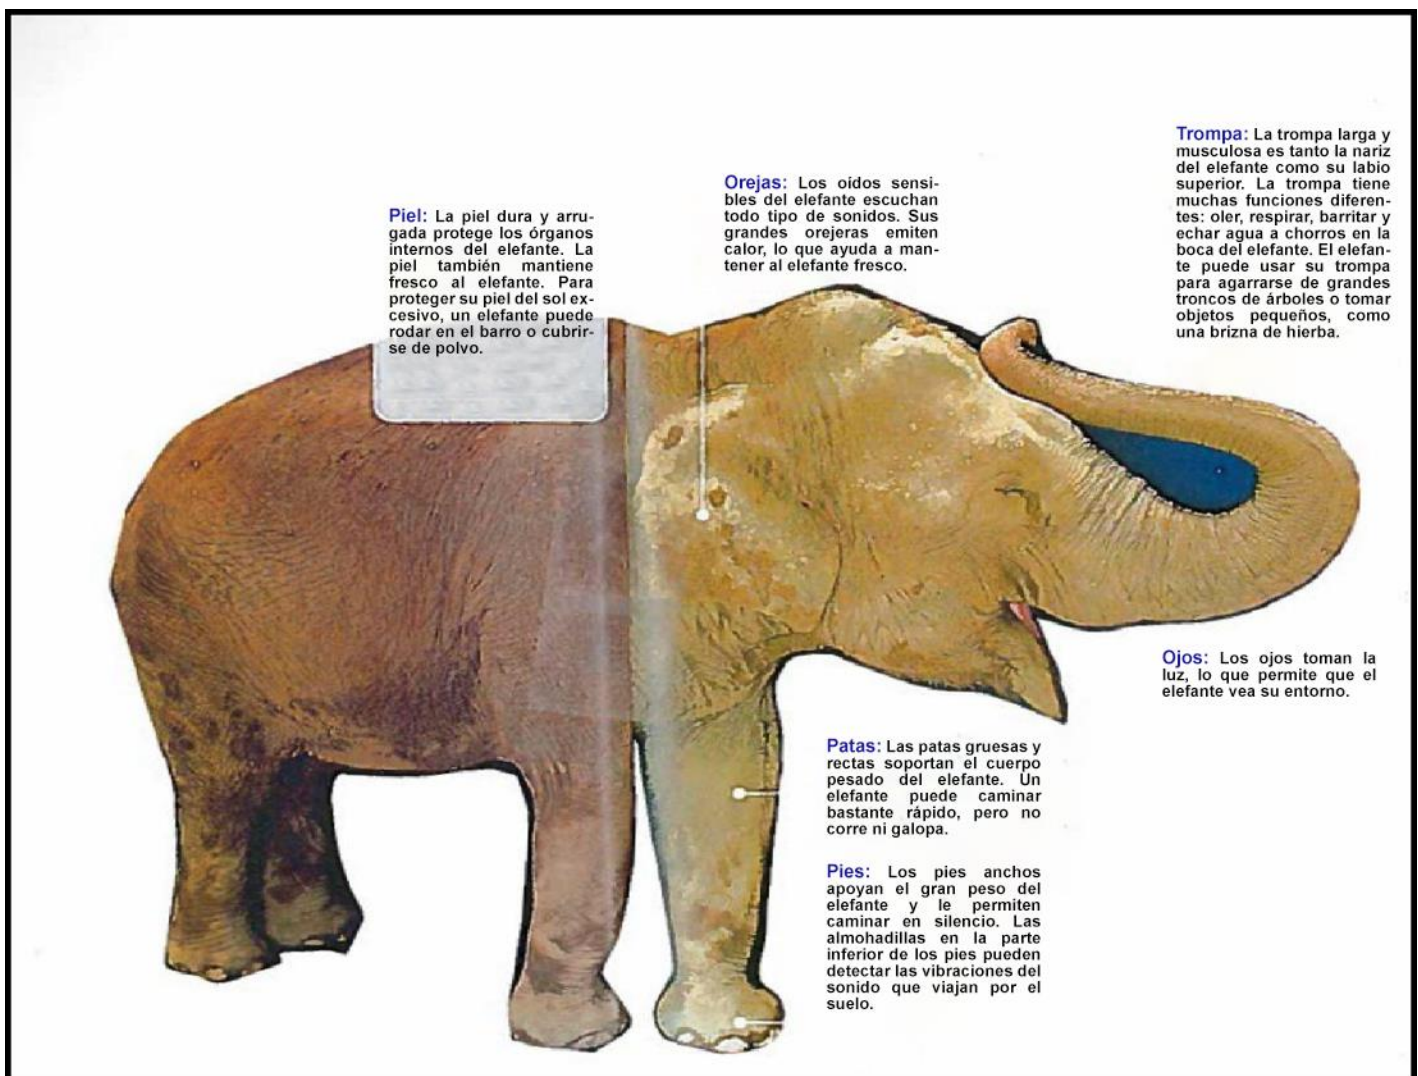 Piel: La piel dura y arru-
gada protege los órganos
internos del elefante. La
piel también mantiene
fresco al elefante. Para
proteger su piel del sol ex-
cesivo, un elefante puede
rodar en el barro o cubrir-
se de polvo.
Orejas: Los oídos sensi-
bles del elefante escuchan
todo tipo de sonidos. Sus
grandes orejeras emiten
calor, lo que ayuda a man-
tener al elefante fresco.
Trompa: La trompa larga y
musculosa es tanto la nariz
del elefante como su labio
superior. La trompa tiene
muchas funciones diferen-
tes: oler, respirar, barritar y
echar agua a chorros en la
boca del elefante. El elefan-
te puede usar su trompa
para agarrarse de grandes
troncos de árboles o tomar
objetos pequeños, como
una brizna de hierba.
Ojos: Los ojos toman la
luz, lo que permite que el
elefante vea su entorno.
Patas: Las patas gruesas y
rectas soportan el cuerpo
pesado del elefante. Un
elefante puede caminar
bastante rápido, pero no
corre ni galopa.
Pies: Los pies anchos
apoyan el gran peso del
elefante y le permiten
caminar en silencio. Las
almohadillas en la parte
inferior de los pies pueden
detectar las vibraciones del
sonido que viajan por el
suelo.